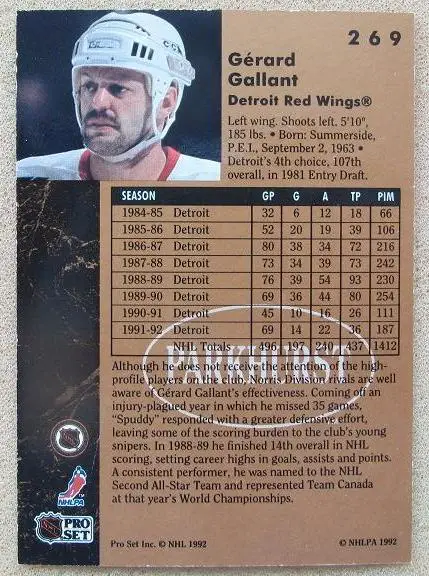 269
Gérard
Gallant
Detroit Red Wings®
Left wing. Shoots left. 5'10",
185 lbs. • Born: Summerside,
P.E.I., September 2, 1963 •
Detroit's 4th choice, 107th
overall, in 1981 Entry Draft.
SEASON GP G A TP PIM
1984-85 Detroit 32 6 12 18 66
1985-86 Detroit 52 20 19 39 106
1986-87 Detroit 80 38 34 72 216
1987-88 Detroit 73 34 39 73 242
1988-89 Detroit 76 39 54 93 230
1989-90 Detroit 69 36 44 80 254
1990-91 Detroit 45 10 16 26 111
1991-92 Detroit 69 14 22 36 187
NHL Totals 496 197 240 437 1412
PARKHURST
Although he does not receive the attention of the high-
profile players on the club, Norris Division rivals are well
aware of Gérard Gallant's effectiveness. Coming off an
injury-plagued year in which he missed 35 games,
"Spuddy" responded with a greater defensive effort,
leaving some of the scoring burden to the club's young
snipers. In 1988-89 he finished 14th overall in NHL
scoring, setting career highs in goals, assists and points.
A consistent performer, he was named to the NHL
Second All-Star Team and represented Team Canada
at that year's World Championships.
NHLPA
NHL PRO
SET
Pro Set Inc. © NHL 1992
© NHLPA 1992